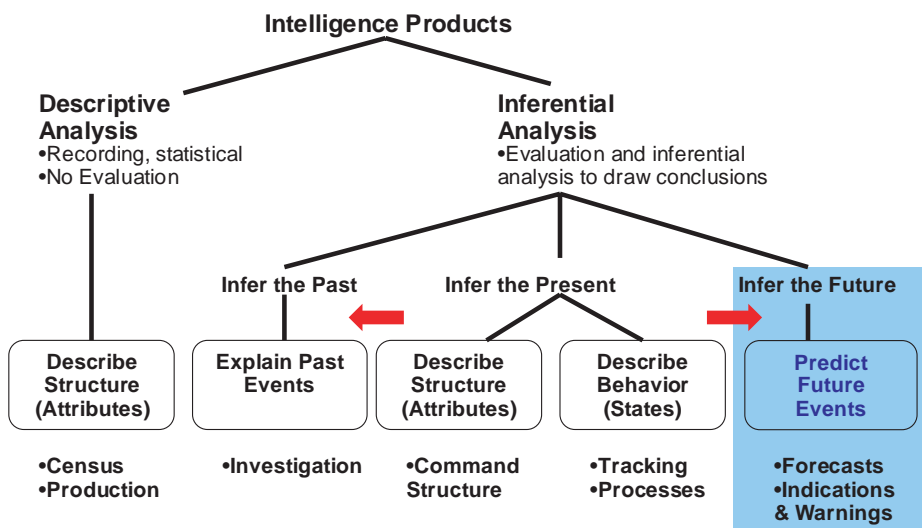 Intelligence Products
Descriptive
Analysis
•Recording, statistical
•No Evaluation
Inferential
Analysis
•Evaluation and inferential
analysis to draw conclusions
Infer the Past
Infer the Present
Infer the Future
Describe
Structure
(Attributes)
Explain Past
Events
Describe
Structure
(Attributes)
Describe
Behavior
(States)
Predict
Future
Events
•Census
•Production
•Investigation
•Command
Structure
•Tracking
•Processes
•Forecasts
•Indications
& Warnings